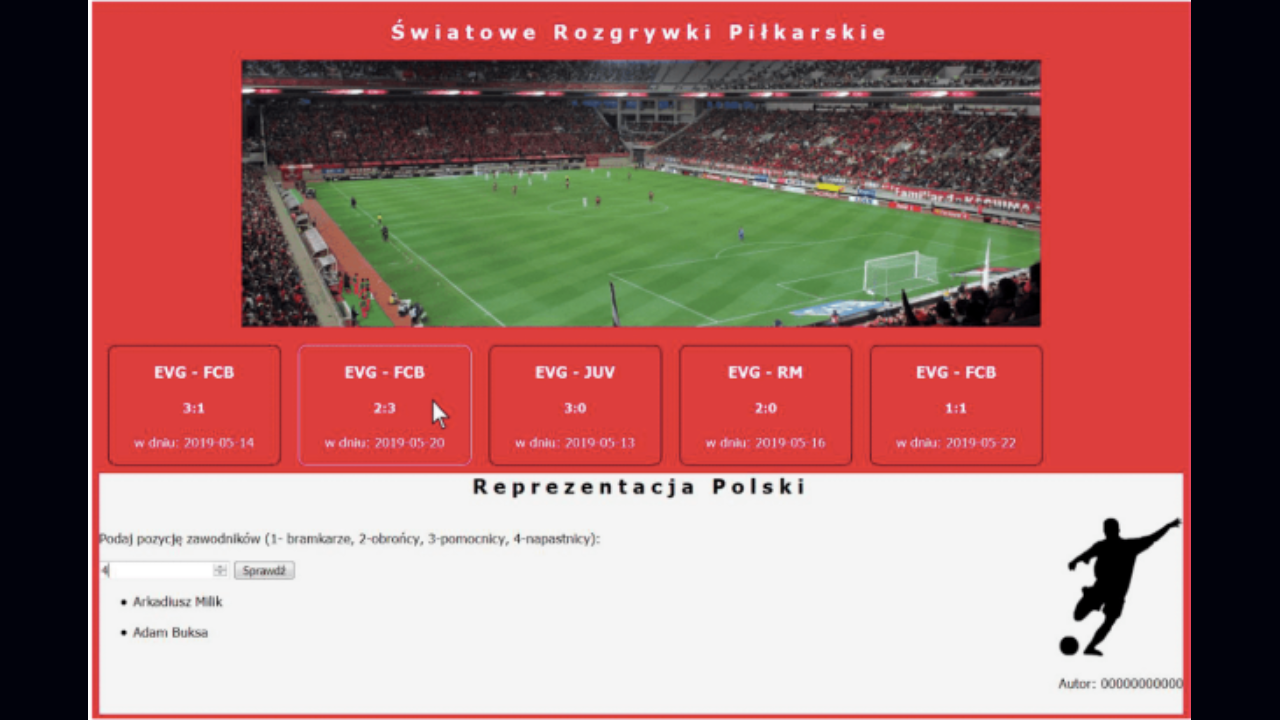 Światowe Rozgrywki Piłkarskie
EVG - FCB
3:1
w dniu: 2019-05-14
EVG - FCB
2:3
w dniu: 2019-05-20
EVG - JUV
3:0
w dniu: 2019-05-13
EVG - RM
2:0
w dniu: 2019-05-16
EVG - FCB
1:1
w dniu: 2019-05-22
Reprezentacja Polski
Podaj pozycję zawodników (1- bramkarze, 2-obrońcy, 3-pomocnicy, 4-napastnicy):
Sprawdź
Arkadiusz Milik
Adam Buksa
Autor: 00000000000